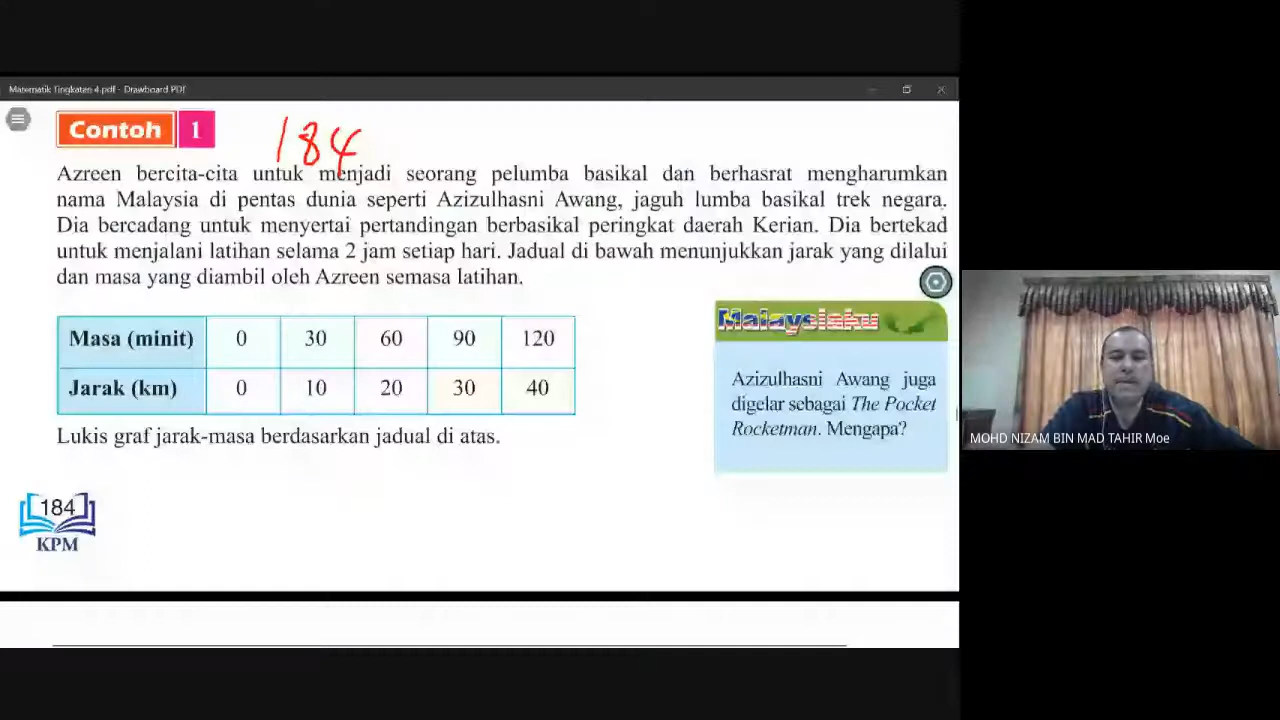 Matematik Tingkatan 4.pdf - Drawboard PDF
Contoh 1
184
Azreen bercita-cita untuk menjadi seorang pelumba basikal dan berhasrat mengharumkan
nama Malaysia di pentas dunia seperti Azizulhasni Awang, jaguh lumba basikal trek negara.
Dia bercadang untuk menyertai pertandingan berbasikal peringkat daerah Kerian. Dia bertekad
untuk menjalani latihan selama 2 jam setiap hari. Jadual di bawah menunjukkan jarak yang dilalui
dan masa yang diambil oleh Azreen semasa latihan.
Masa (minit) 0 30 60 90 120
Jarak (km) 0 10 20 30 40
Lukis graf jarak-masa berdasarkan jadual di atas.
Malaysiaku
Azizulhasni Awang juga
digelar sebagai The Pocket
Rocketman. Mengapa?
184
KPM
MOHD NIZAM BIN MAD TAHIR Moe